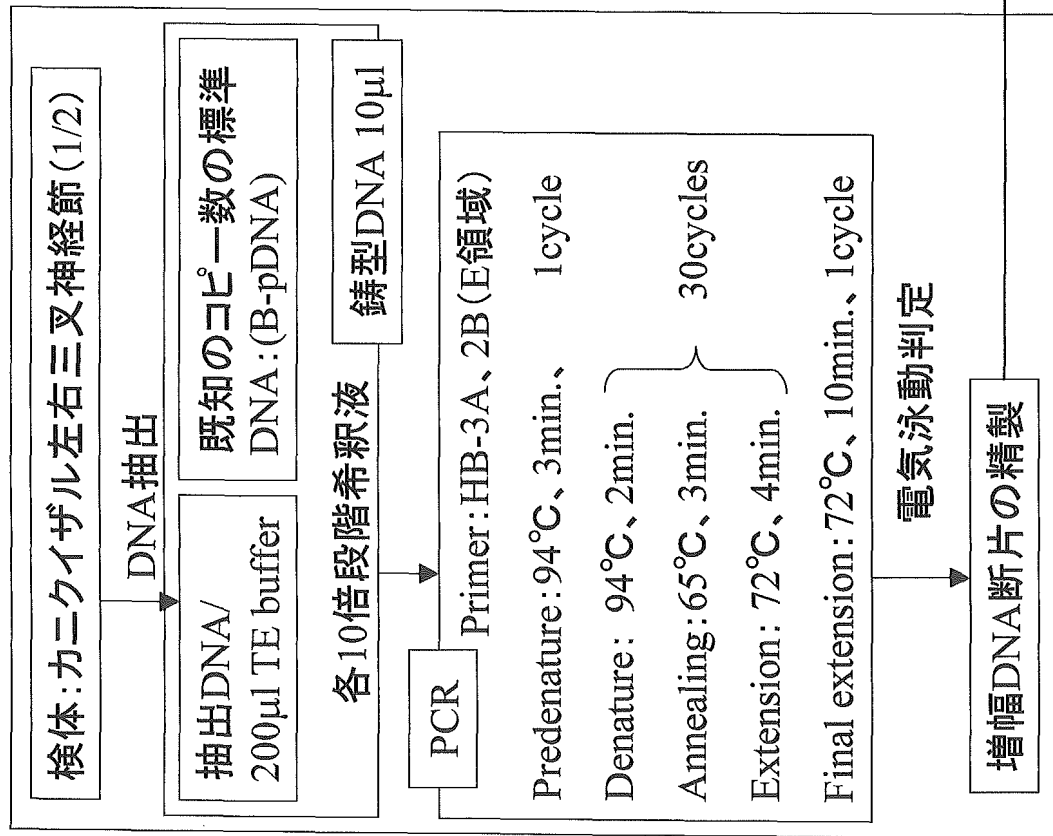 検体:カニクイザル左右三叉神経節(1/2)
DNA抽出
抽出DNA/
200μl TE buffer
既知のコピー数の標準
DNA:(B-pDNA)
各10倍段階希釈液
鋳型DNA 10μl
PCR
Primer:HB-3A、2B(E領域)
Predenature:94℃、3min.、 1cycle
Denature: 94℃、2min.
Annealing:65℃、3min. 30cycles
Extension: 72℃、4min.
Final extension:72℃、10min.、1cycle
電気泳動判定
増幅DNA断片の精製